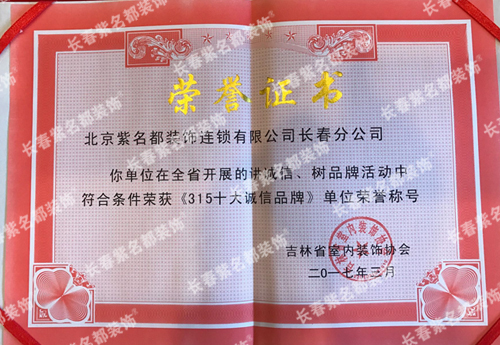 荣誉证书
北京紫名都装饰连锁有限公司长春分公司
你单位在全省开展的讲诚信、树品牌活动中
符合条件荣获《315十大诚信品牌》单位荣誉称号
吉林省室内装饰协会
二〇一七年三月
长春紫名都装饰